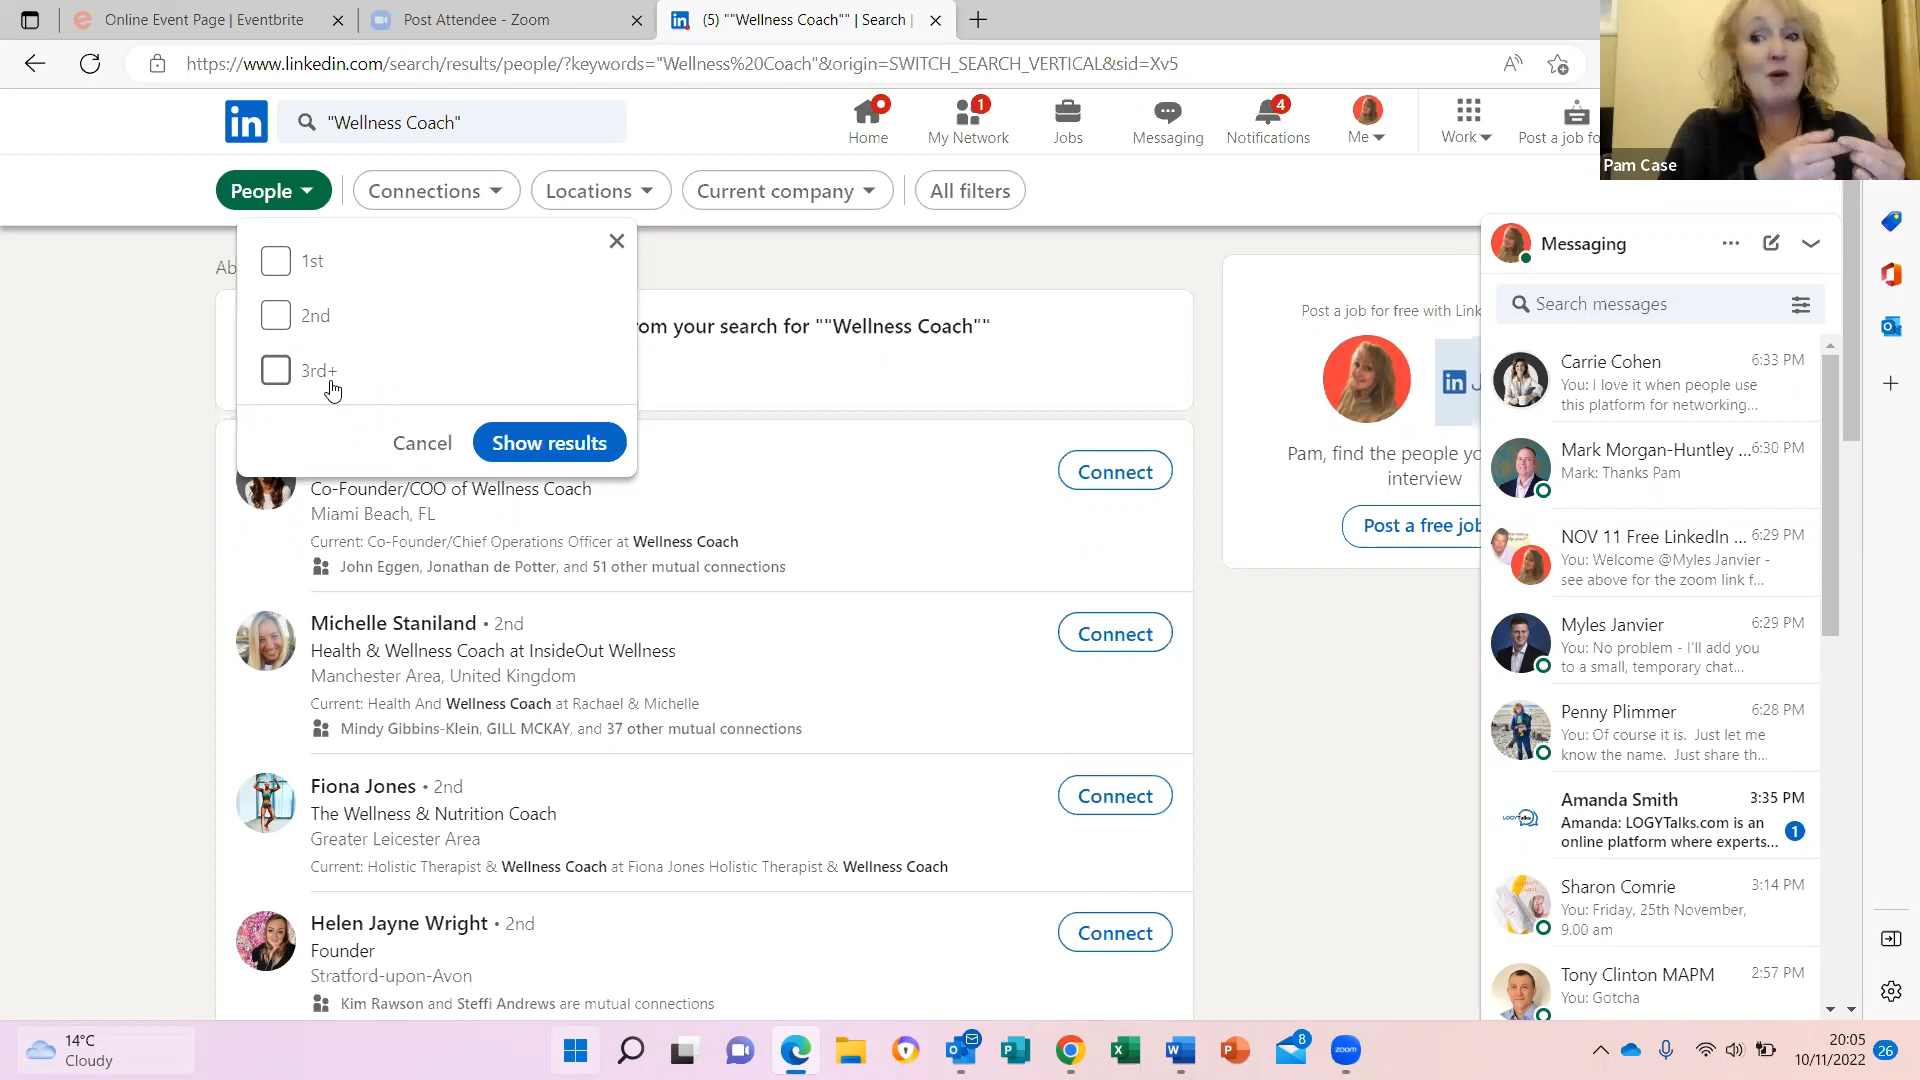 Online Event Page | Eventbrite
Post Attendee - Zoom
(5) ""Wellness Coach"" | Search |
https://www.linkedin.com/search/results/people/?keywords="Wellness%20Coach"&origin=SWITCH_SEARCH_VERTICAL&sid=Xv5
in
"Wellness Coach"
Home
1
My Network
Jobs
Messaging
4
Notifications
Me
Work
Post a job fo
Pam Case
People
Connections
Locations
Current company
All filters
1st
2nd
3rd+
Cancel
Show results
Ab
om your search for ""Wellness Coach""
Co-Founder/COO of Wellness Coach
Miami Beach, FL
Current: Co-Founder/Chief Operations Officer at Wellness Coach
John Eggen, Jonathan de Potter, and 51 other mutual connections
Connect
Michelle Staniland • 2nd
Health & Wellness Coach at InsideOut Wellness
Manchester Area, United Kingdom
Current: Health And Wellness Coach at Rachael & Michelle
Mindy Gibbins-Klein, GILL MCKAY, and 37 other mutual connections
Connect
Fiona Jones • 2nd
The Wellness & Nutrition Coach
Greater Leicester Area
Current: Holistic Therapist & Wellness Coach at Fiona Jones Holistic Therapist & Wellness Coach
Connect
Helen Jayne Wright • 2nd
Founder
Stratford-upon-Avon
Kim Rawson and Steffi Andrews are mutual connections
Connect
Post a job for free with Link
in
Pam, find the people yo
interview
Post a free job
Messaging
Search messages
Carrie Cohen 6:33 PM
You: I love it when people use
this platform for networking...
Mark Morgan-Huntley ... 6:30 PM
Mark: Thanks Pam
NOV 11 Free LinkedIn ... 6:29 PM
You: Welcome @Myles Janvier -
see above for the zoom link f...
Myles Janvier 6:29 PM
You: No problem - I'll add you
to a small, temporary chat...
Penny Plimmer 6:28 PM
You: Of course it is. Just let me
know the name. Just share th...
Amanda Smith 3:35 PM
Amanda: LOGYTalks.com is an
online platform where experts...
1
Sharon Comrie 3:14 PM
You: Friday, 25th November,
9.00 am
Tony Clinton MAPM 2:57 PM
You: Gotcha
14°C
Cloudy
8
zoom
20:05
10/11/2022
26